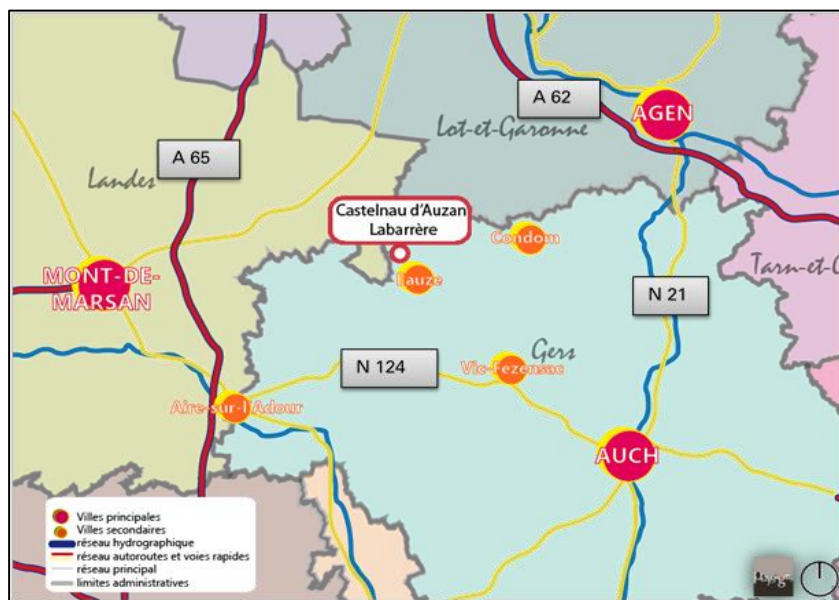 A 62
AGEN
Lot-et-Garonne
A 65
Landes
Castelnau d'Auzan
Labarrère
Condom
MONT-DE-
MARSAN
Eauze
Tarn-et-G
N 21
Gers
N 124
Vic-Fezensac
Aire-sur-l'Adour
AUCH
Villes principales
Villes secondaires
réseau hydrographique
réseau autoroutes et voies rapides
réseau principal
limites administratives